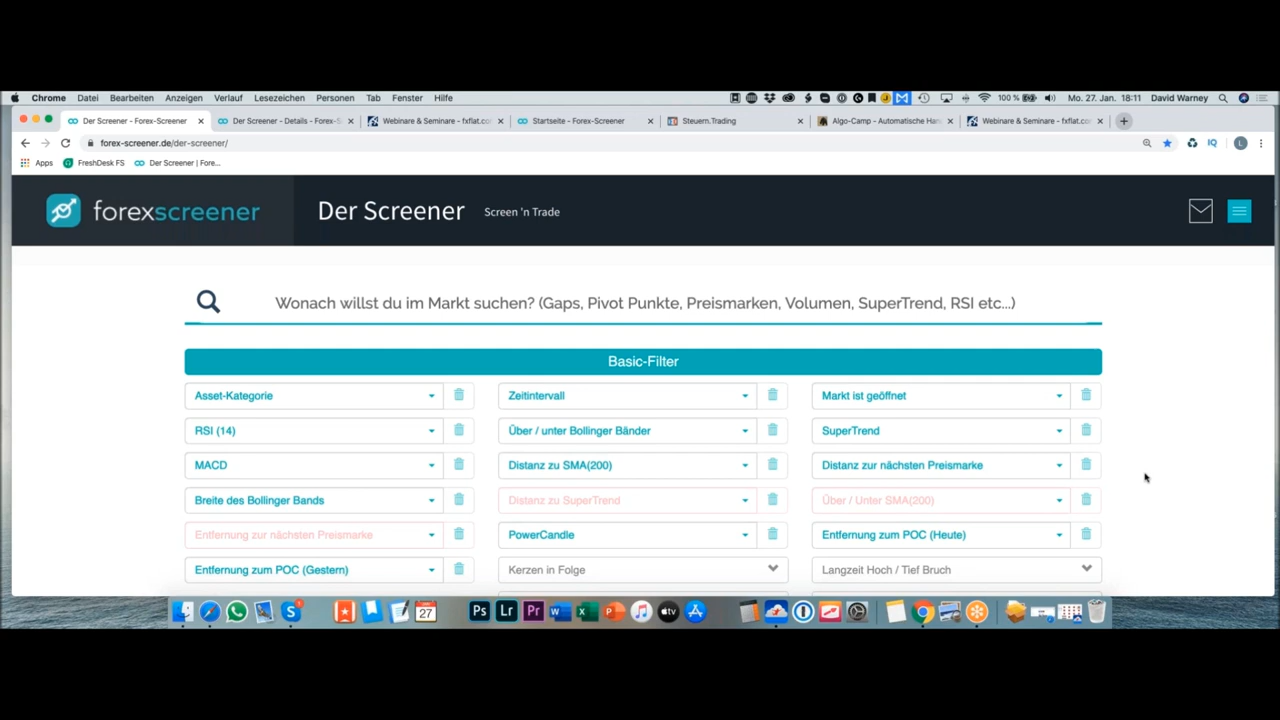 Chrome Datei Bearbeiten Anzeigen Verlauf Lesezeichen Personen Tab Fenster Hilfe 100 % Mo. 27. Jan. 18:11 David Warney
Der Screener - Forex-Screener Der Screener - Details - Forex-S Webinare & Seminare - fxflat.co Startseite - Forex-Screener Steuern.Trading Algo-Camp - Automatische Han Webinare & Seminare - fxflat.co
forex-screener.de/der-screener/ IQ L
Apps FreshDesk FS Der Screener | Fore...
forexscreener Der Screener Screen 'n Trade
Wonach willst du im Markt suchen? (Gaps, Pivot Punkte, Preismarken, Volumen, SuperTrend, RSI etc...)
Basic-Filter
Asset-Kategorie Zeitintervall Markt ist geöffnet
RSI (14) Über / unter Bollinger Bänder SuperTrend
MACD Distanz zu SMA(200) Distanz zur nächsten Preismarke
Breite des Bollinger Bands Distanz zu SuperTrend Über / Unter SMA(200)
Entfernung zur nächsten Preismarke PowerCandle Entfernung zum POC (Heute)
Entfernung zum POC (Gestern) Kerzen in Folge Langzeit Hoch / Tief Bruch
27 Ps Lr Pr tv